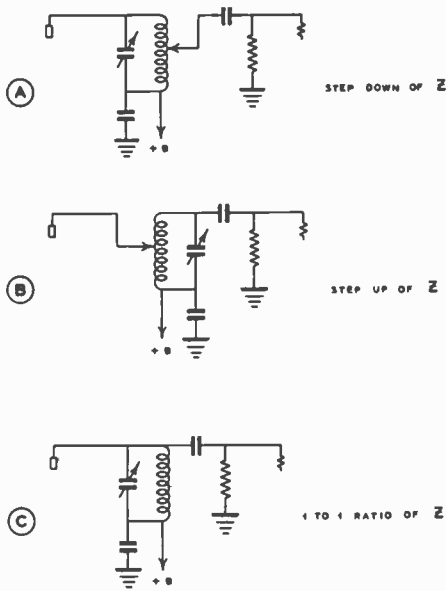 A
STEP DOWN OF Z
+ B
B
STEP UP OF Z
+ B
C
1 TO 1 RATIO OF Z
+ B